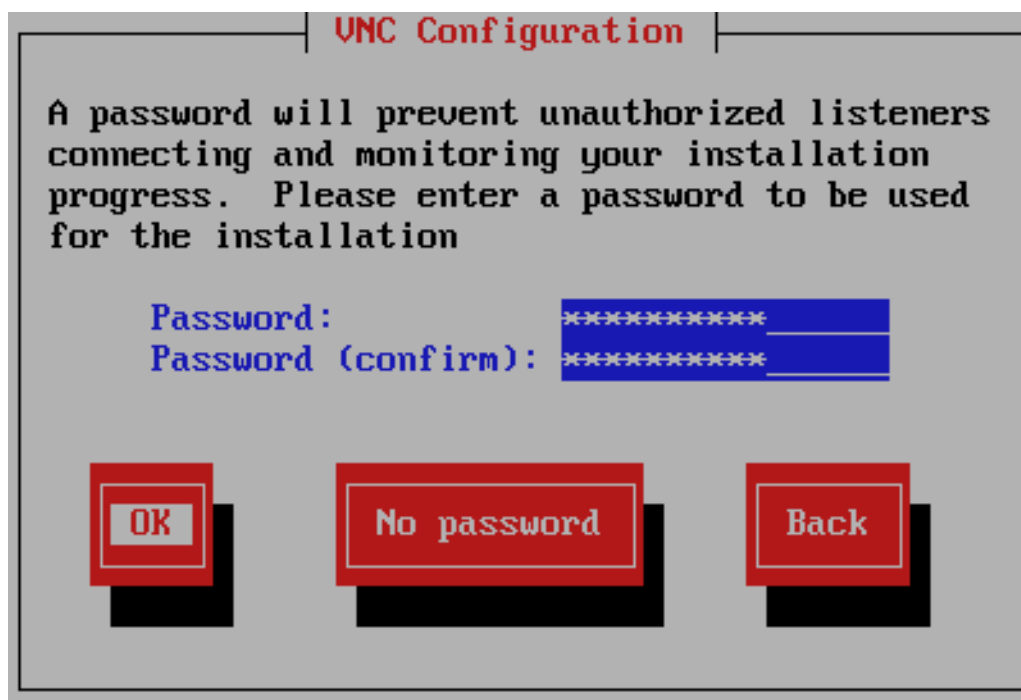 VNC Configuration
A password will prevent unauthorized listeners
connecting and monitoring your installation
progress.  Please enter a password to be used
for the installation
Password: **********
Password (confirm): **********
OK No password Back